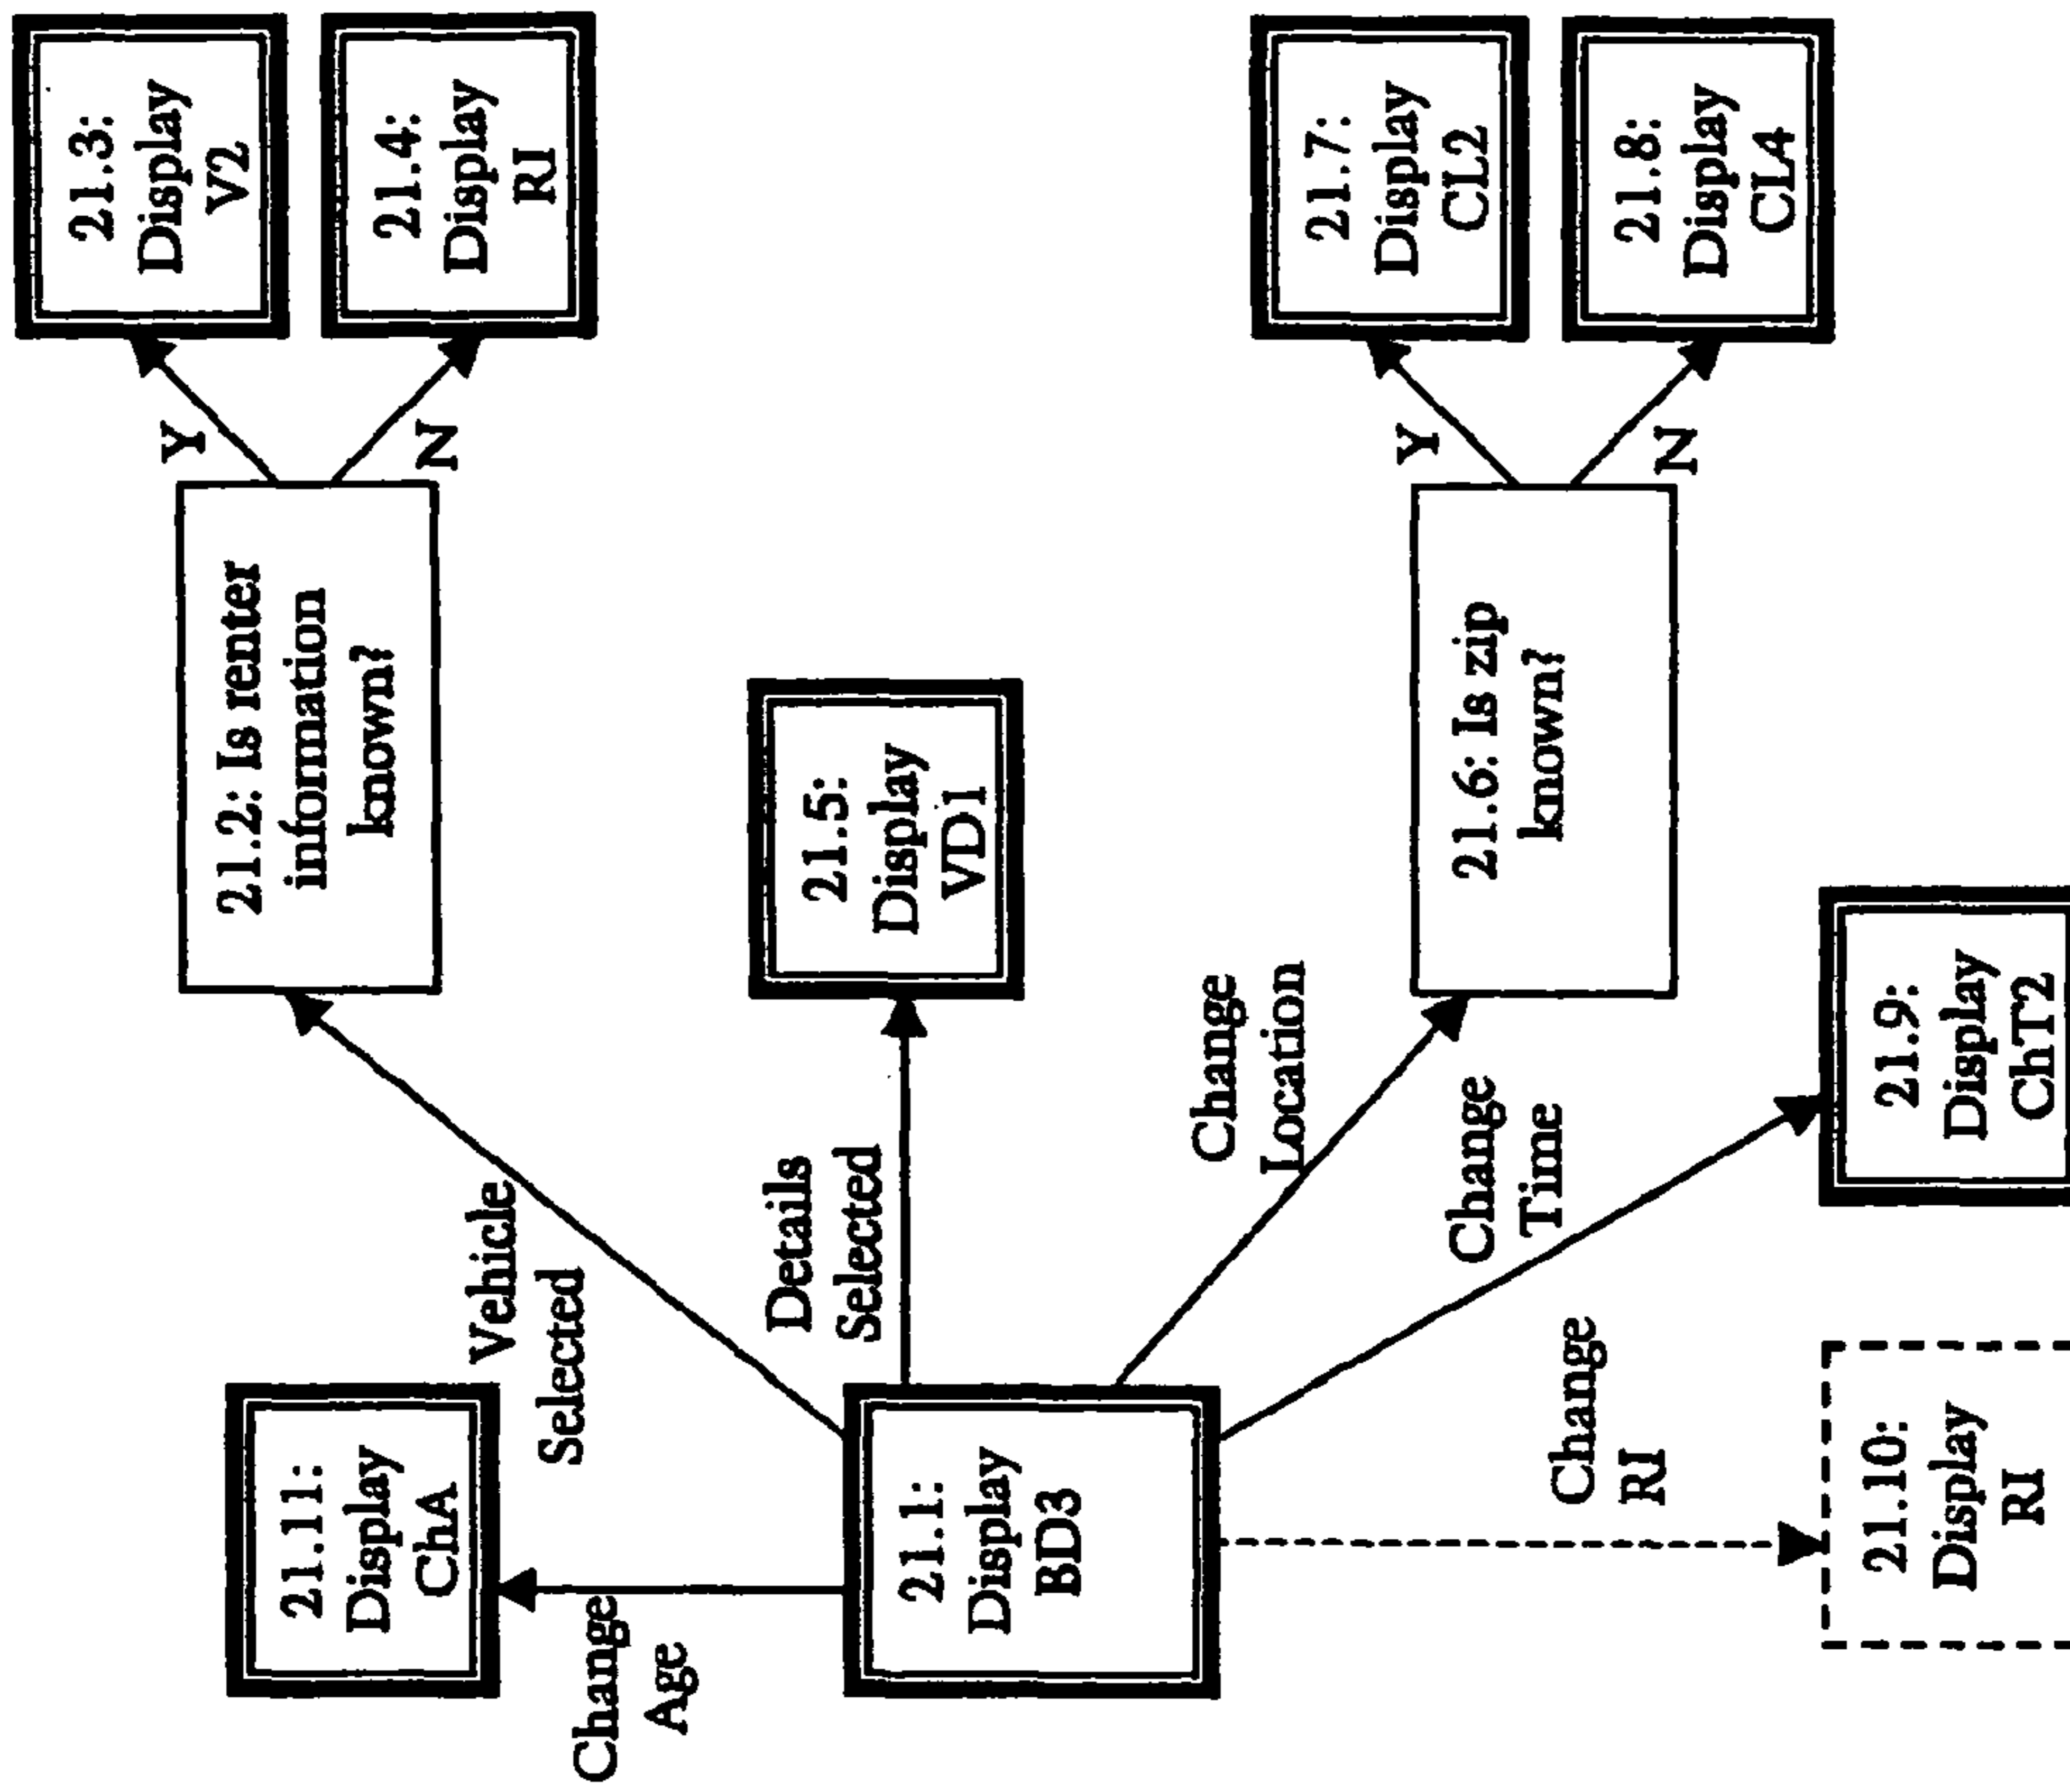 21.11:
Display
ChA
Change
Age
Vehicle
Selected
21.2: Is renter
information
known?
Y
N
21.3:
Display
V2
21.4:
Display
RI
21.1:
Display
BD3
Details
Selected
21.5:
Display
VD1
Change
Location
21.6: Is zip
known?
Y
N
21.7:
Display
CL2
21.8:
Display
CL4
Change
Time
21.9:
Display
ChT2
Change
RI
21.10:
Display
RI